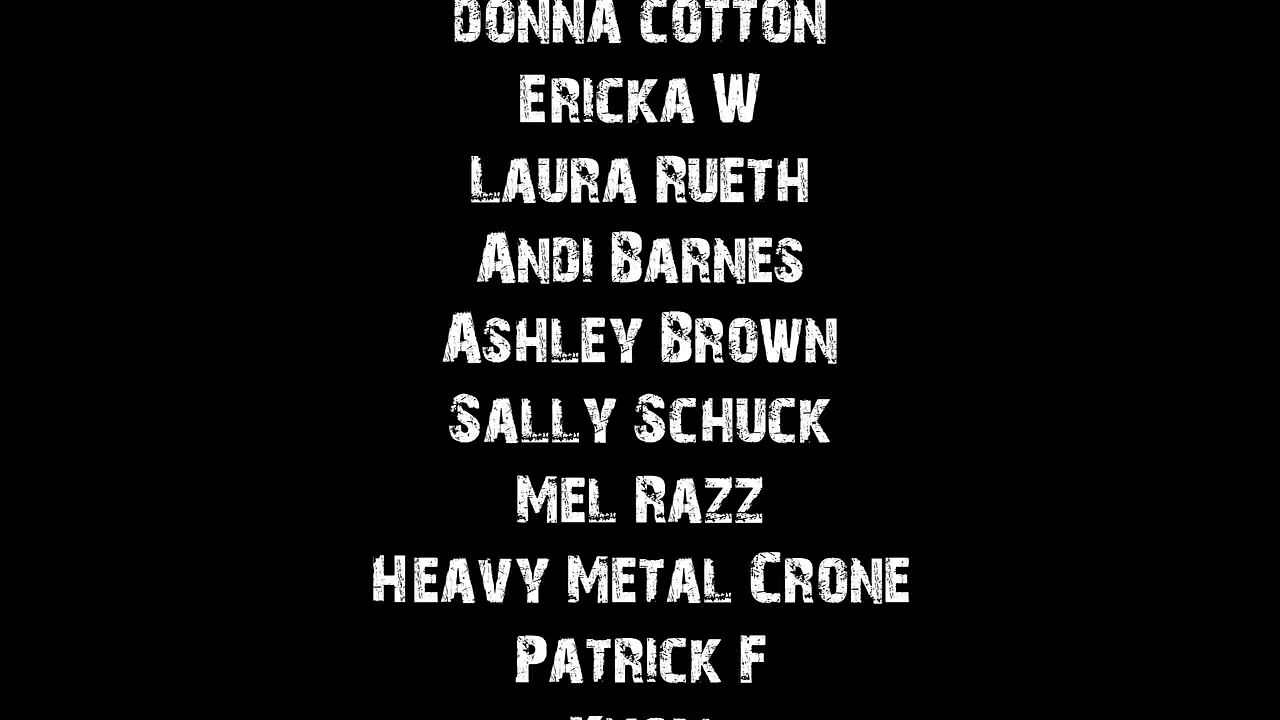 Donna Cotton
Ericka W
Laura Rueth
Andi Barnes
Ashley Brown
Sally Schuck
Mel Razz
Heavy Metal Crone
Patrick F